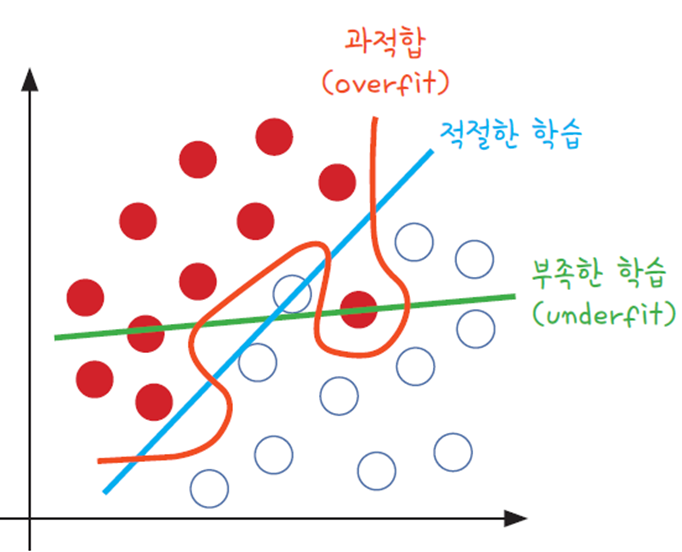 과적합
(overfit)
적절한 학습
부족한 학습
(underfit)